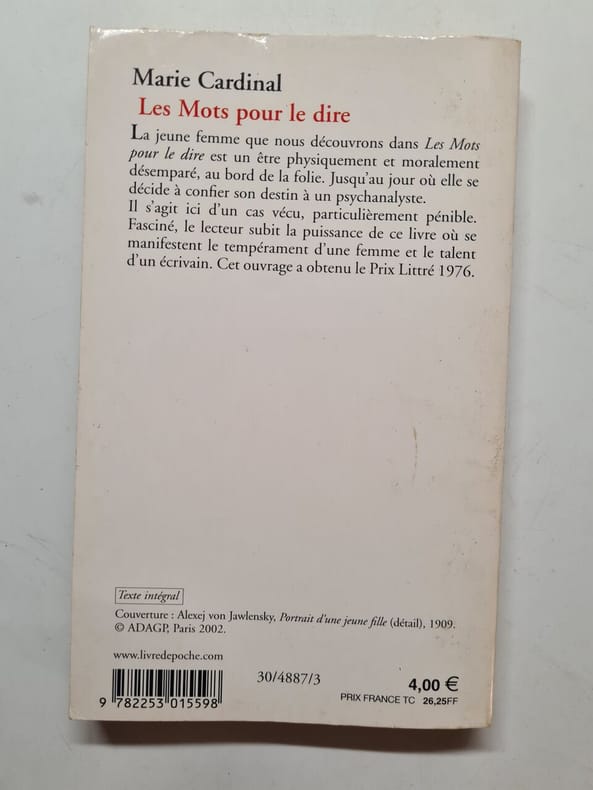 Marie Cardinal
Les Mots pour le dire
La jeune femme que nous découvrons dans Les Mots
pour le dire est un être physiquement et moralement
désemparé, au bord de la folie. Jusqu'au jour où elle se
décide à confier son destin à un psychanalyste.
Il s'agit ici d'un cas vécu, particulièrement pénible.
Fasciné, le lecteur subit la puissance de ce livre où se
manifestent le tempérament d'une femme et le talent
d'un écrivain. Cet ouvrage a obtenu le Prix Littré 1976.
Texte intégral
Couverture : Alexej von Jawlensky, Portrait d'une jeune fille (détail), 1909.
© ADAGP, Paris 2002.
www.livredepoche.com
30/4887/3
4,00 €
PRIX FRANCE TC 26,25FF
9 782253 015598